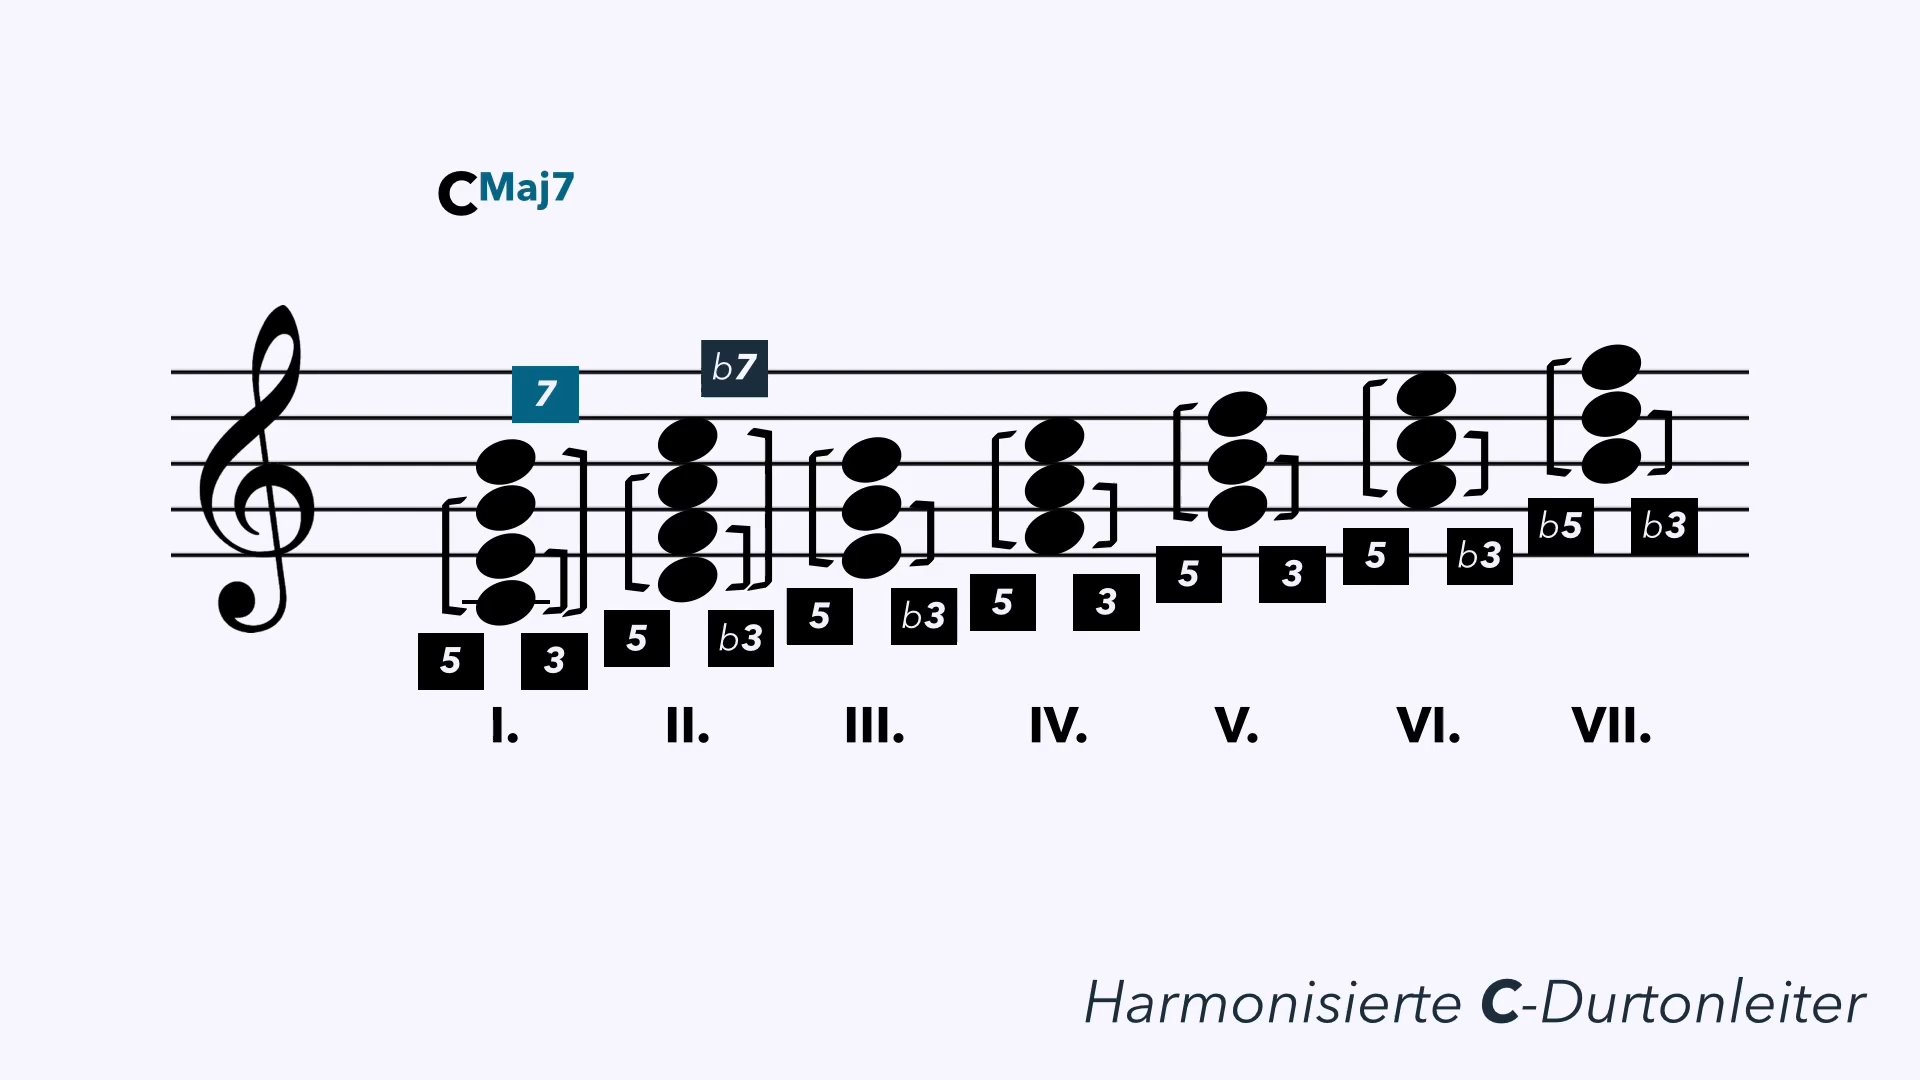 CMaj7
b7
7
5 3 5 b3 5 b3 5 3 5 3 5 b3 b5 b3
I. II. III. IV. V. VI. VII.
Harmonisierte C-Durtonleiter